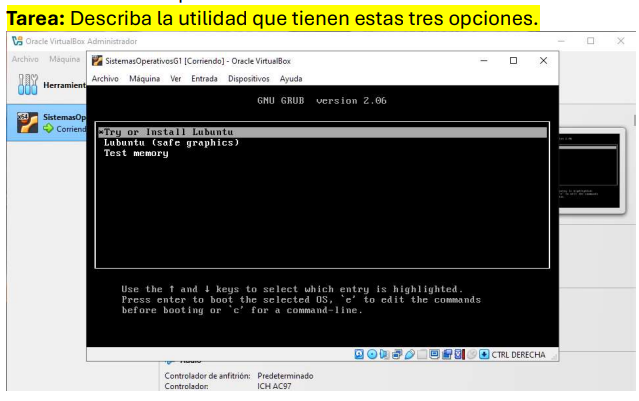 Tarea: Describa la utilidad que tienen estas tres opciones.
Oracle VirtualBox Administrador
Archivo Máquina
SistemasOperativosG1 [Corriendo] - Oracle VirtualBox
Archivo Máquina Ver Entrada Dispositivos Ayuda
Herrament
GNU GRUB version 2.06
SistemasOp
Corriend
*Try or Install Lubuntu
Lubuntu (safe graphics)
Test memory
Use the ↑ and ↓ keys to select which entry is highlighted.
Press enter to boot the selected OS, `e' to edit the commands
before booting or `c' for a command-line.
CTRL DERECHA
Controlador de anfitrión: Predeterminado
Controlador: ICH AC97